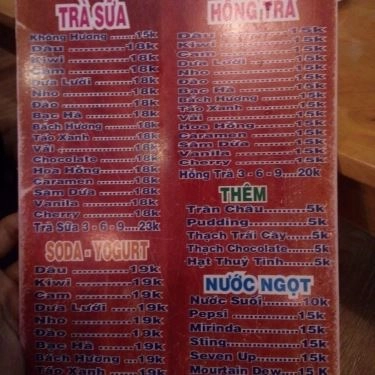 TRÀ SỮA
Không Hương ......15k
Dâu ..................18k
Kiwi ..................18k
Cam ..................18k
Dưa Lưới ..........18k
Nho ..................18k
Đào ..................18k
Bạc Hà ..............18k
Bách Hương .......18k
Táo Xanh ..........18k
Vải ...................18k
Chocolate .........18k
Hoa Hồng ..........18k
Caramen ...........18k
Sâm Dứa ...........18k
Vanila ...............18k
Cherry ..............18k
Trà Sữa 3 - 6 - 9...23k
SODA - YOGURT
Dâu ..................19k
Kiwi ..................19k
Cam ..................19k
Dưa Lưới ..........19k
Nho ..................19k
Đào ..................19k
Bạc Hà ..............19k
Bách Hương .......19k
Táo Xanh ..........19k
HỒNG TRÀ
Dâu ..................15k
Kiwi ..................15k
Cam ..................15k
Dưa Lưới ..........15k
Nho ..................15k
Đào ..................15k
Bạc Hà ..............15k
Bách Hương .......15k
Táo Xanh ..........15k
Vải ...................15k
Hoa Hồng ..........15k
Caramen ...........15k
Sâm Dứa ...........15k
Vanila ...............15k
Cherry ..............15k
Hồng Trà 3 - 6 - 9....20k
THÊM
Trân Châu..............5k
Pudding.................5k
Thạch Trái Cây.......5k
Thạch Chocolate.....5k
Hạt Thuỷ Tinh.........5k
NƯỚC NGỌT
Nước Suối..........10k
Pepsi ................15k
Mirinda..............15k
Sting.................15k
Seven Up...........15k
Mountain Dew....15 K